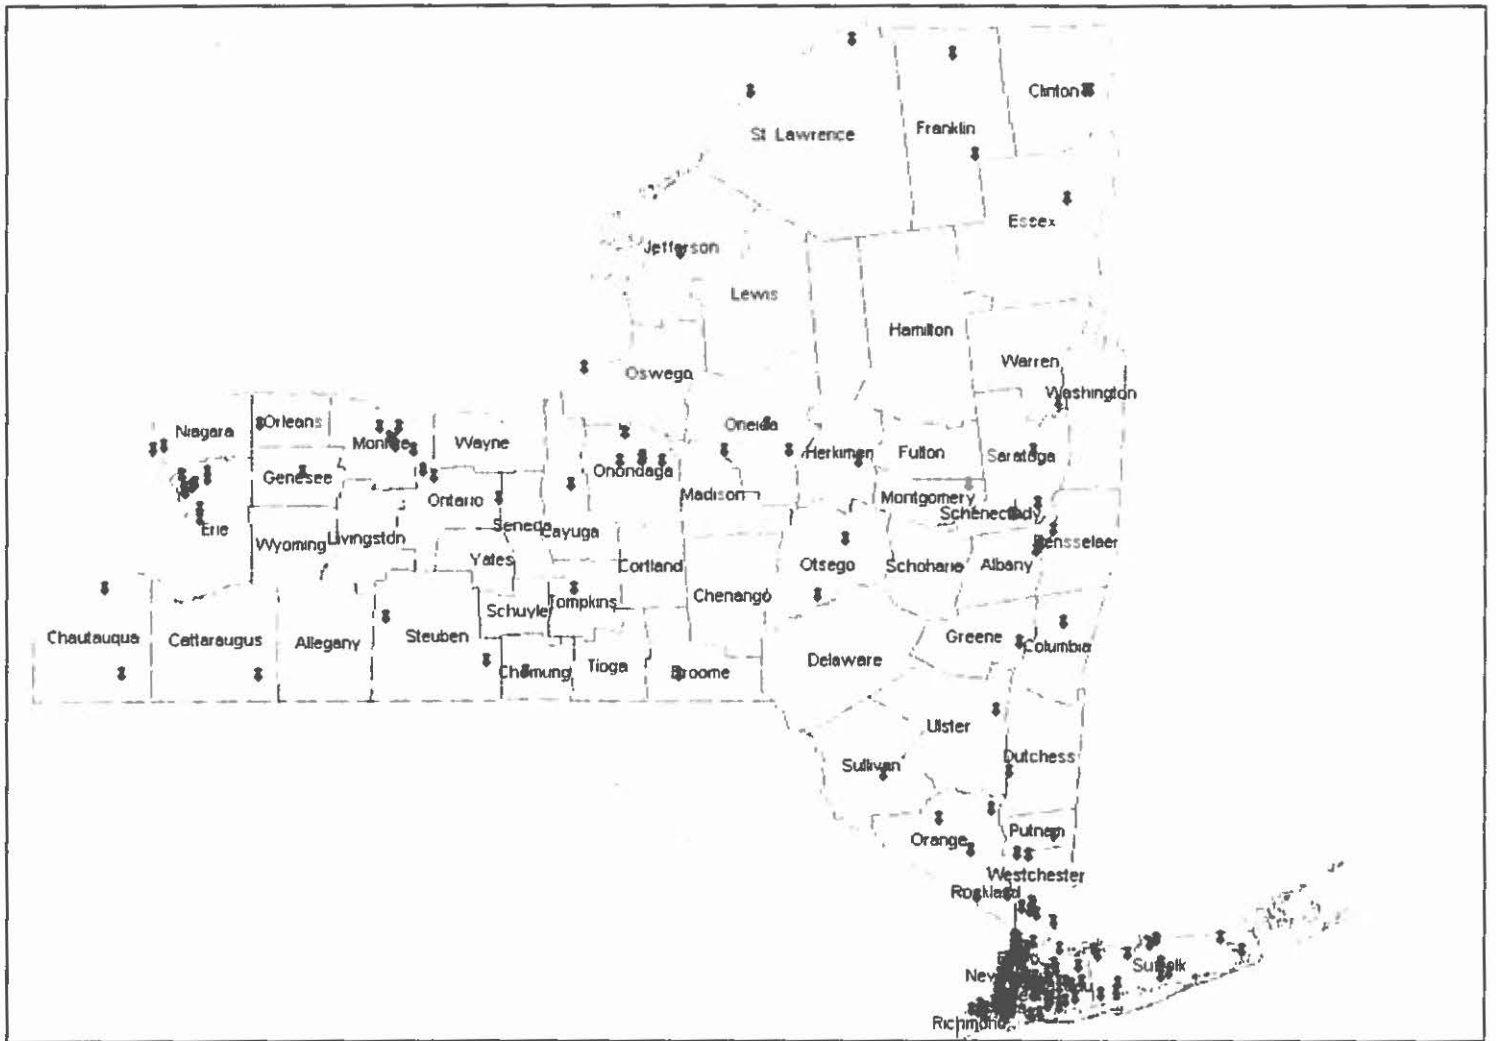 Clinton
Franklin
St Lawrence
Essex
Jefferson
Lewis
Hamilton
Warren
Oswego
Washington
Orleans
Niagara
Oneida
Monroe
Wayne
Herkimer
Fulton
Saratoga
Genesee
Onondaga
Ontario
Madison
Montgomery
Schenectady
Seneca
Cayuga
Erie
Wyoming
Livingston
Rensselaer
Yates
Cortland
Otsego
Schoharie
Albany
Chenango
Tompkins
Schuyle
Chautauqua
Cattaraugus
Allegany
Steuben
Greene
Columbia
Delaware
Chemung
Tioga
Broome
Ulster
Dutchess
Sullivan
Orange
Putnam
Westchester
Rockland
Suffolk
Richmond